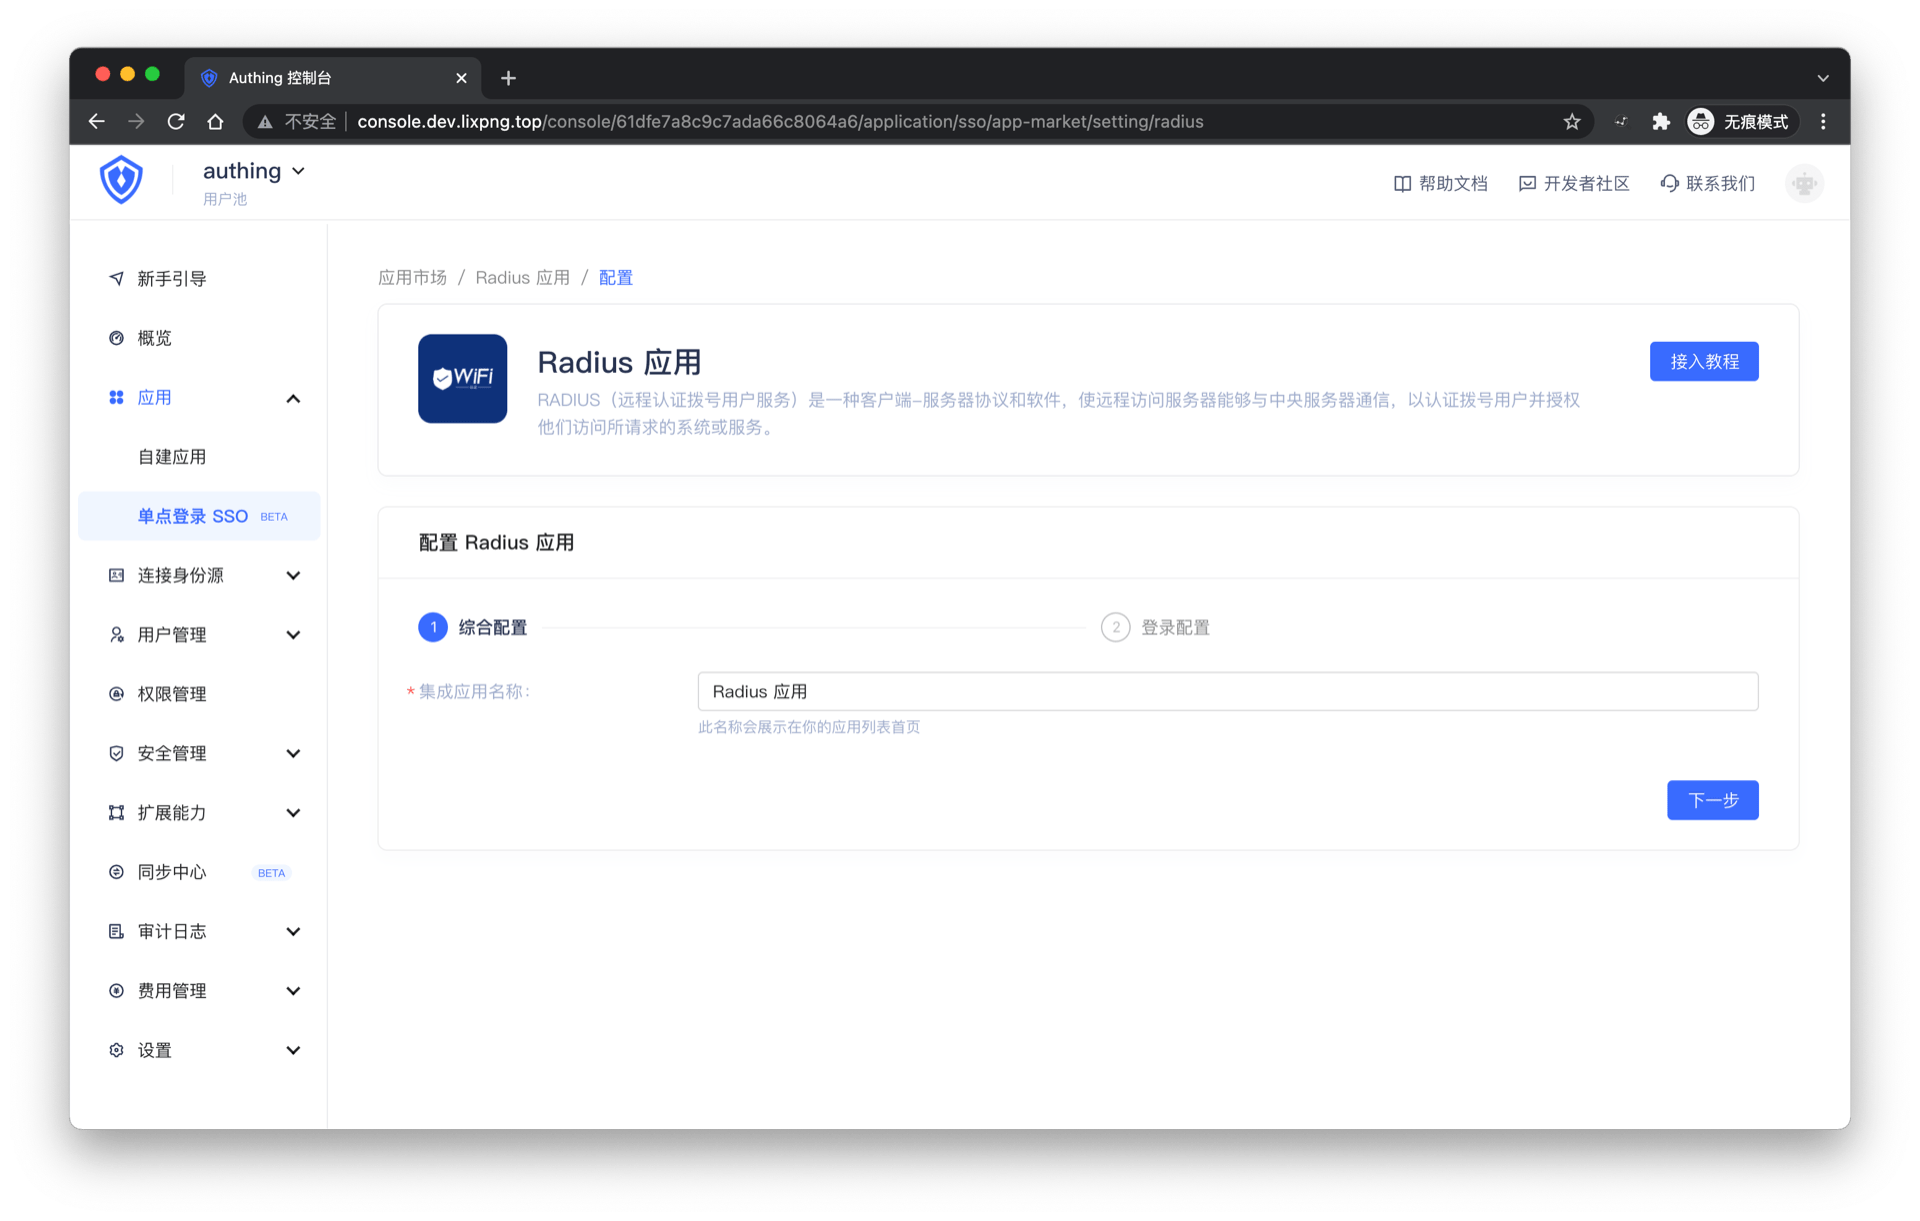 Authing 控制台
不安全
console.dev.lixpng.top/console/61dfe7a8c9c7ada66c8064a6/application/sso/app-market/setting/radius
无痕模式
authing
用户池
帮助文档
开发者社区
联系我们
新手引导
概览
应用
自建应用
单点登录 SSO BETA
连接身份源
用户管理
权限管理
安全管理
扩展能力
同步中心 BETA
审计日志
费用管理
设置
应用市场 / Radius 应用 / 配置
WiFi
Radius 应用
RADIUS（远程认证拨号用户服务）是一种客户端-服务器协议和软件，使远程访问服务器能够与中央服务器通信，以认证拨号用户并授权
他们访问所请求的系统或服务。
接入教程
配置 Radius 应用
1 综合配置
2 登录配置
* 集成应用名称：
Radius 应用
此名称会展示在你的应用列表首页
下一步